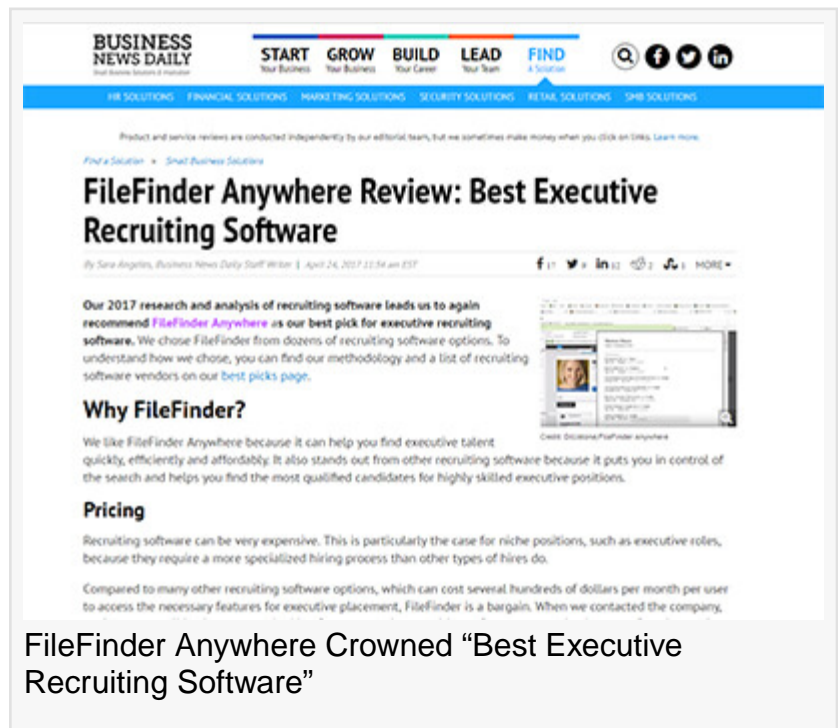 BUSINESS
NEWS DAILY
START GROW BUILD LEAD FIND
Your Business Your Business Your Career Your Team A Solution
HR SOLUTIONS FINANCIAL SOLUTIONS MARKETING SOLUTIONS SECURITY SOLUTIONS RETAIL SOLUTIONS SMB SOLUTIONS
Product and service reviews are conducted independently by our editorial team, but we sometimes make money when you click on links. Learn more.
Find a Solution » Small Business Solutions
FileFinder Anywhere Review: Best Executive
Recruiting Software
By Sara Angeles, Business News Daily Staff Writer | April 24, 2017 11:54 am EST
MORE
Our 2017 research and analysis of recruiting software leads us to again
recommend FileFinder Anywhere as our best pick for executive recruiting
software. We chose FileFinder from dozens of recruiting software options. To
understand how we chose, you can find our methodology and a list of recruiting
software vendors on our best picks page.
Why FileFinder?
We like FileFinder Anywhere because it can help you find executive talent
quickly, efficiently and affordably. It also stands out from other recruiting software because it puts you in control of
the search and helps you find the most qualified candidates for highly skilled executive positions.
Pricing
Recruiting software can be very expensive. This is particularly the case for niche positions, such as executive roles,
because they require a more specialized hiring process than other types of hires do.
Compared to many other recruiting software options, which can cost several hundreds of dollars per month per user
to access the necessary features for executive placement, FileFinder is a bargain. When we contacted the company,
FileFinder Anywhere Crowned “Best Executive
Recruiting Software”